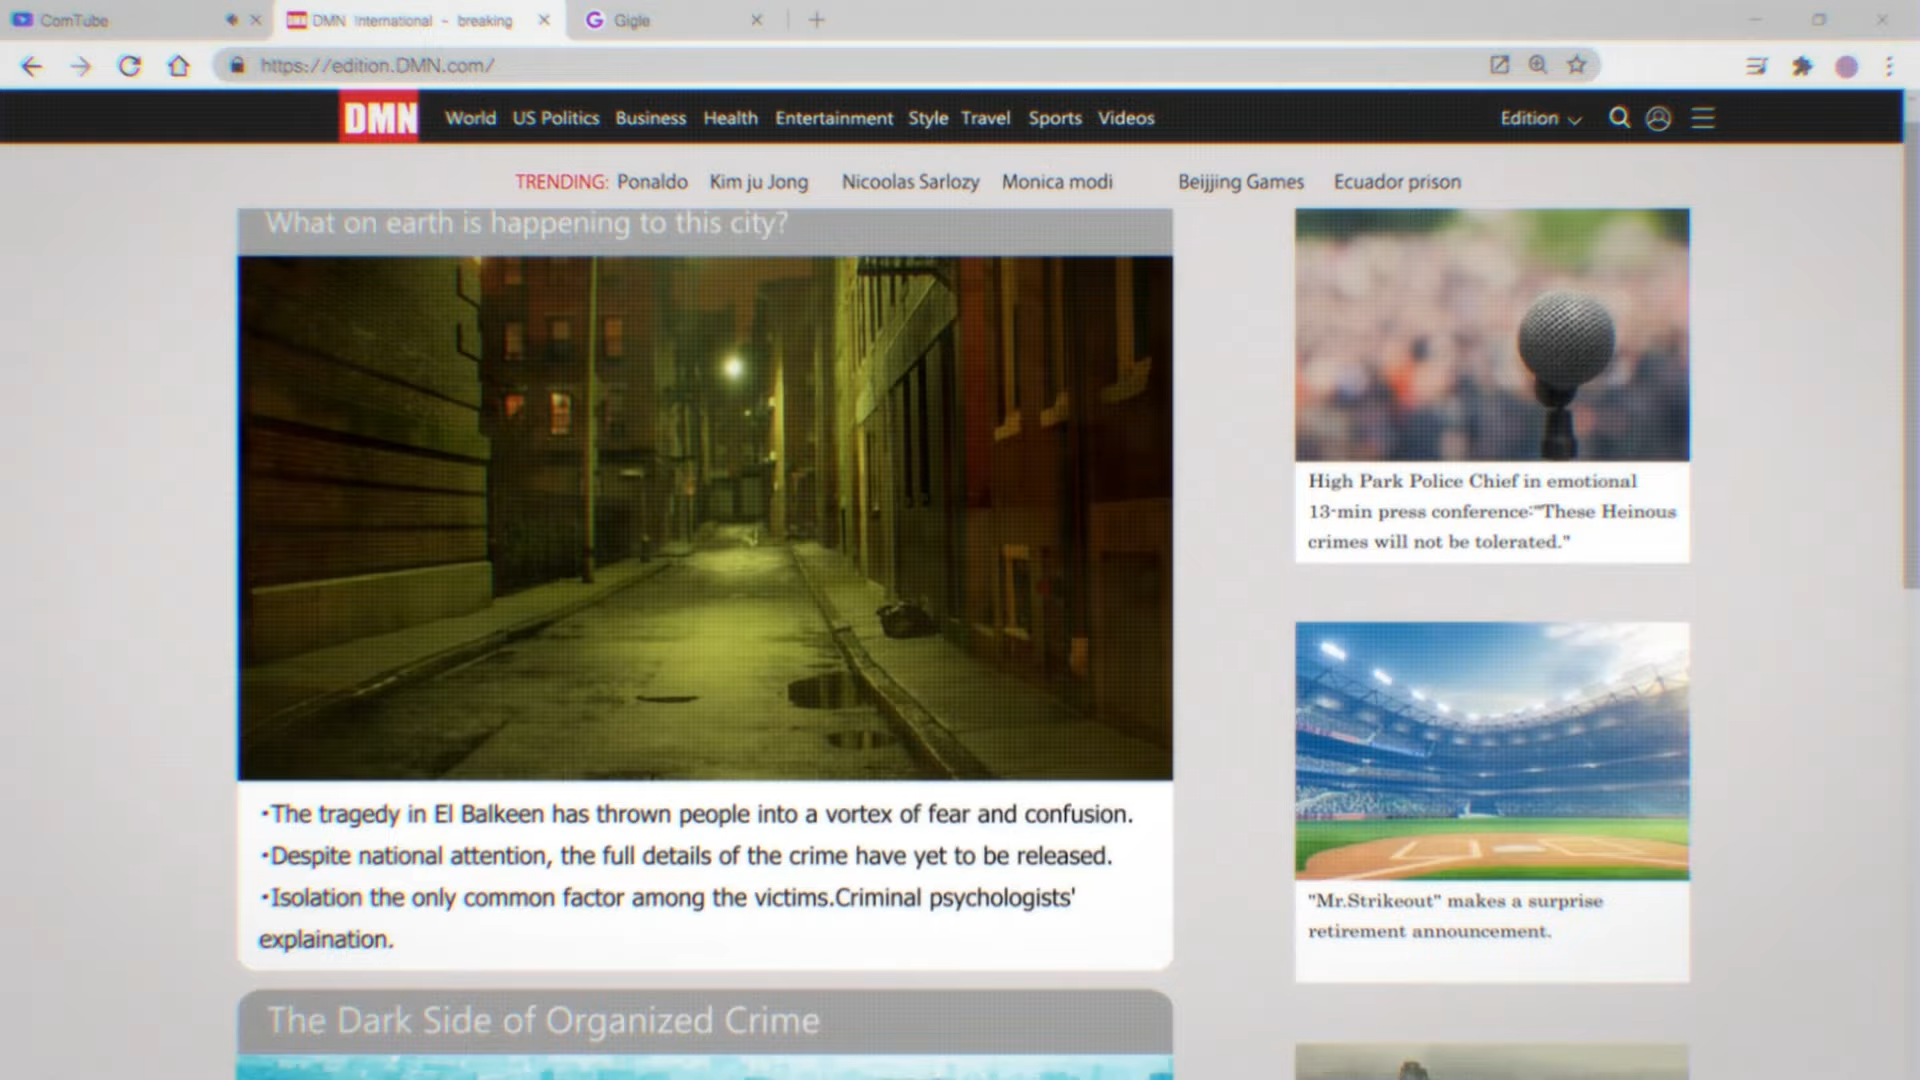 ComTube
DMN International - breaking
Gigle
https://edition.DMN.com/
DMN
World US Politics Business Health Entertainment Style Travel Sports Videos
Edition
TRENDING: Ponaldo Kim ju Jong Nicoolas Sarlozy Monica modi Beijjing Games Ecuador prison
What on earth is happening to this city?
•The tragedy in El Balkeen has thrown people into a vortex of fear and confusion.
•Despite national attention, the full details of the crime have yet to be released.
•Isolation the only common factor among the victims.Criminal psychologists'
explaination.
The Dark Side of Organized Crime
High Park Police Chief in emotional
13-min press conference:"These Heinous
crimes will not be tolerated."
"Mr.Strikeout" makes a surprise
retirement announcement.